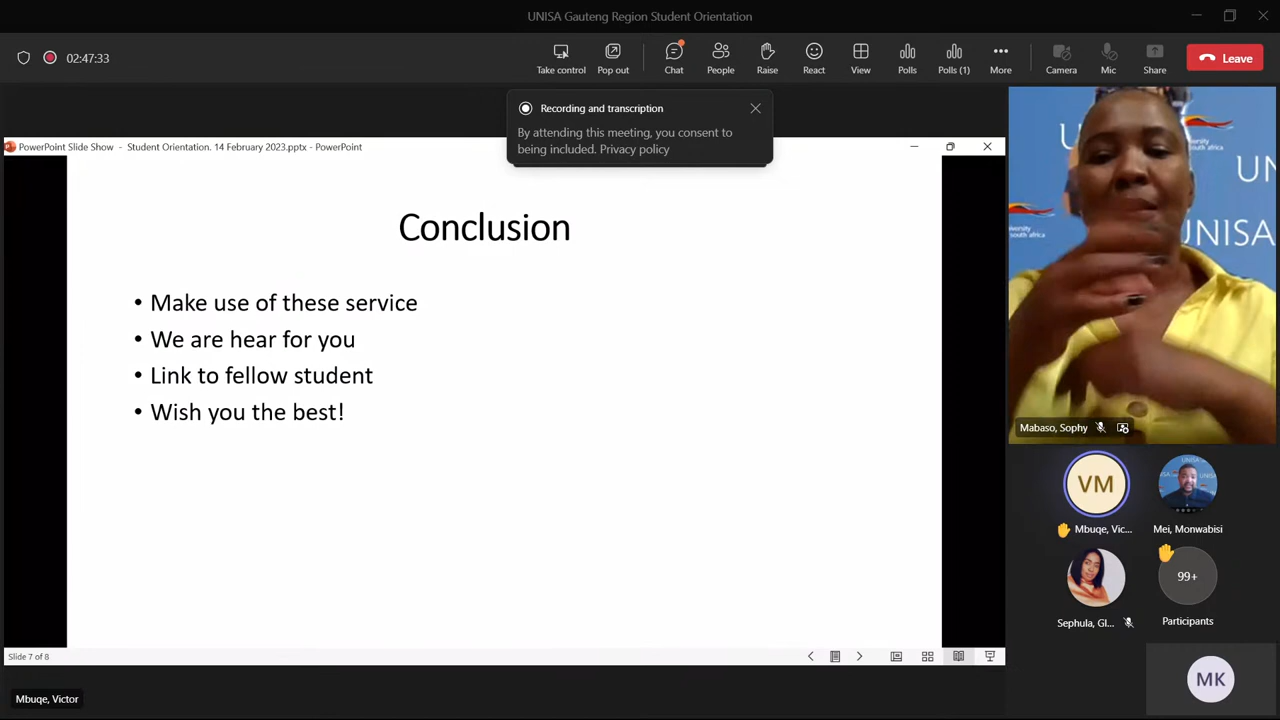 UNISA Gauteng Region Student Orientation
02:47:33
Take control
Pop out
Chat
People
Raise
React
View
Polls
Polls (1)
More
Camera
Mic
Share
Leave
Recording and transcription
By attending this meeting, you consent to
being included. Privacy policy
PowerPoint Slide Show - Student Orientation. 14 February 2023.pptx - PowerPoint
Conclusion
• Make use of these service
• We are hear for you
• Link to fellow student
• Wish you the best!
Slide 7 of 8
Mbuqe, Victor
UNISA
south africa
Mabaso, Sophy
VM
Mbuqe, Vic...
Mei, Monwabisi
Sephula, Gl...
99+
Participants
MK